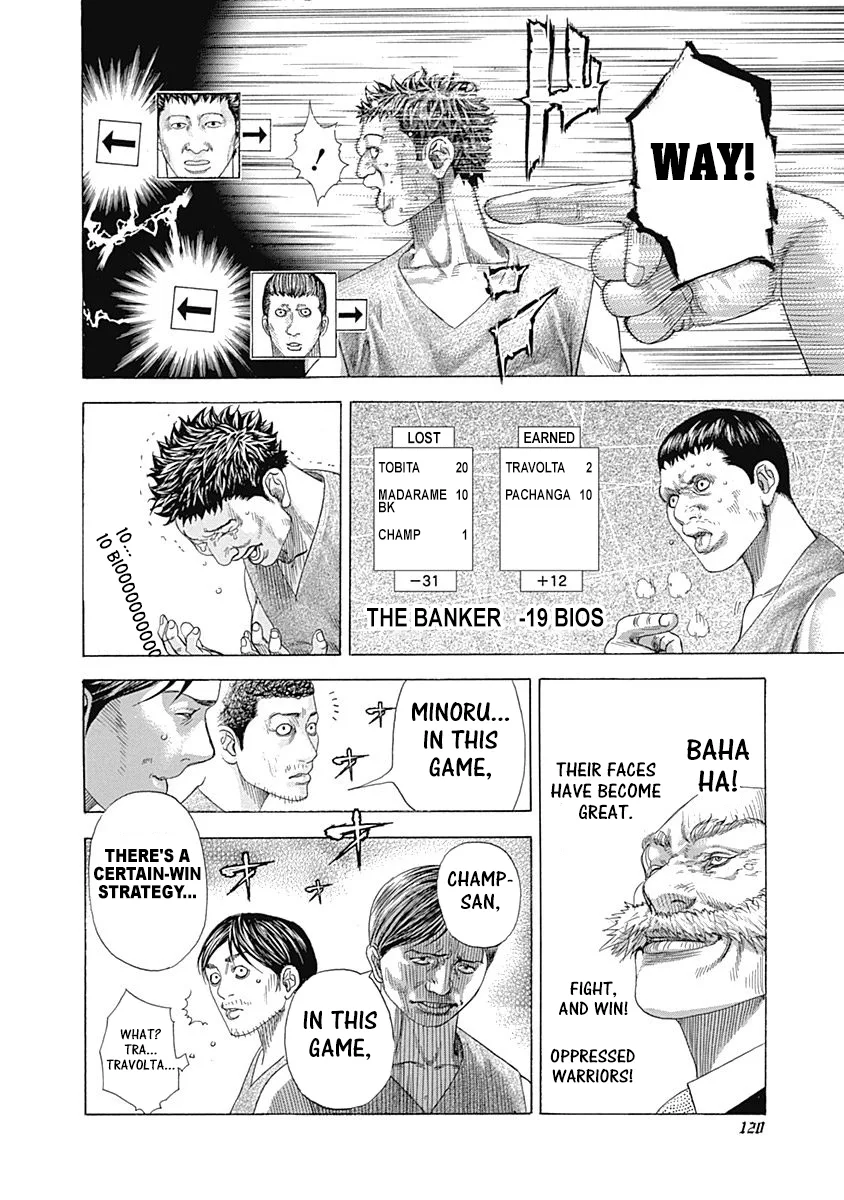 WAY!
ド
!
←
→
←
→
LOST
TOBITA 20
MADARAME 10
BK
CHAMP 1
−31
EARNED
TRAVOLTA 2
PACHANGA 10
+12
THE BANKER -19 BIOS
10...
10 BIOOOOOOOOOO
BAHA
HA!
THEIR FACES
HAVE BECOME
GREAT.
FIGHT,
AND WIN!
OPPRESSED
WARRIORS!
MINORU...
IN THIS
GAME,
CHAMP-
SAN,
IN THIS
GAME,
THERE'S A
CERTAIN-WIN
STRATEGY...
WHAT?
TRA...
TRAVOLTA...
120